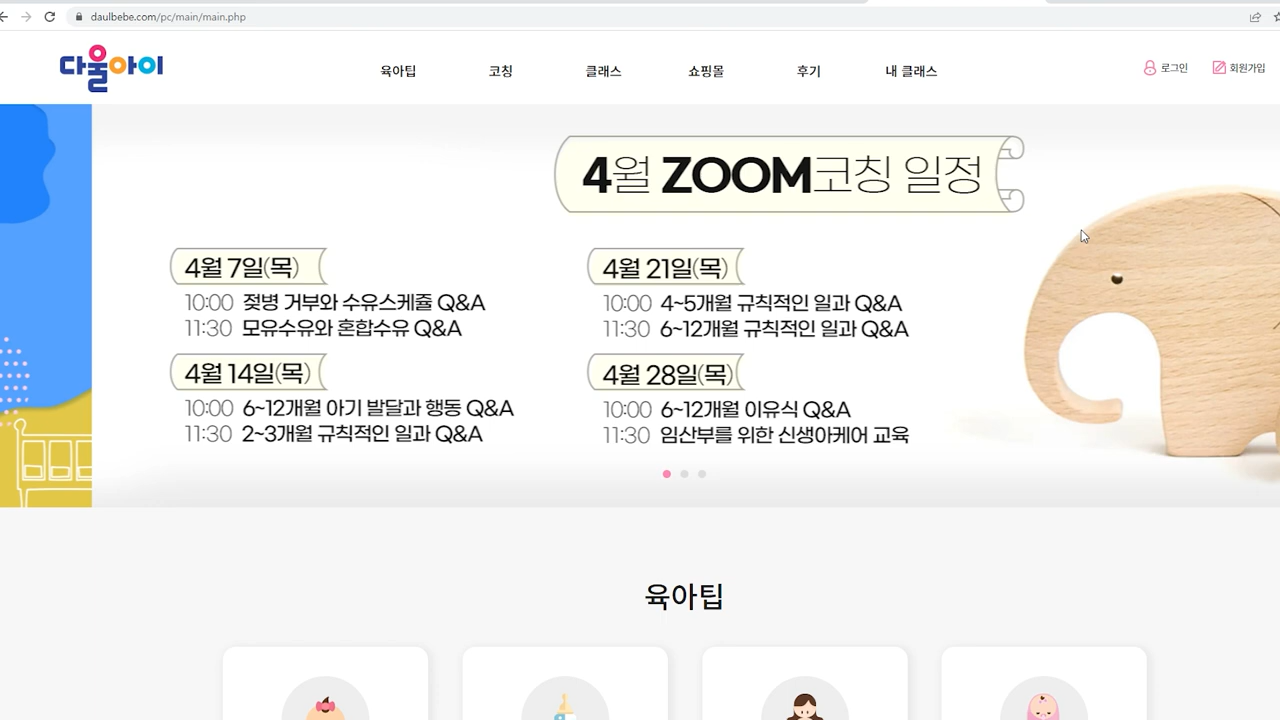 daulbebe.com/pc/main/main.php
다울아이
육아팁 코칭 클래스 쇼핑몰 후기 내 클래스
로그인 회원가입
4월 ZOOM코칭 일정
4월 7일(목)
10:00 젖병 거부와 수유스케줄 Q&A
11:30 모유수유와 혼합수유 Q&A
4월 14일(목)
10:00 6~12개월 아기 발달과 행동 Q&A
11:30 2~3개월 규칙적인 일과 Q&A
4월 21일(목)
10:00 4~5개월 규칙적인 일과 Q&A
11:30 6~12개월 규칙적인 일과 Q&A
4월 28일(목)
10:00 6~12개월 이유식 Q&A
11:30 임산부를 위한 신생아케어 교육
육아팁